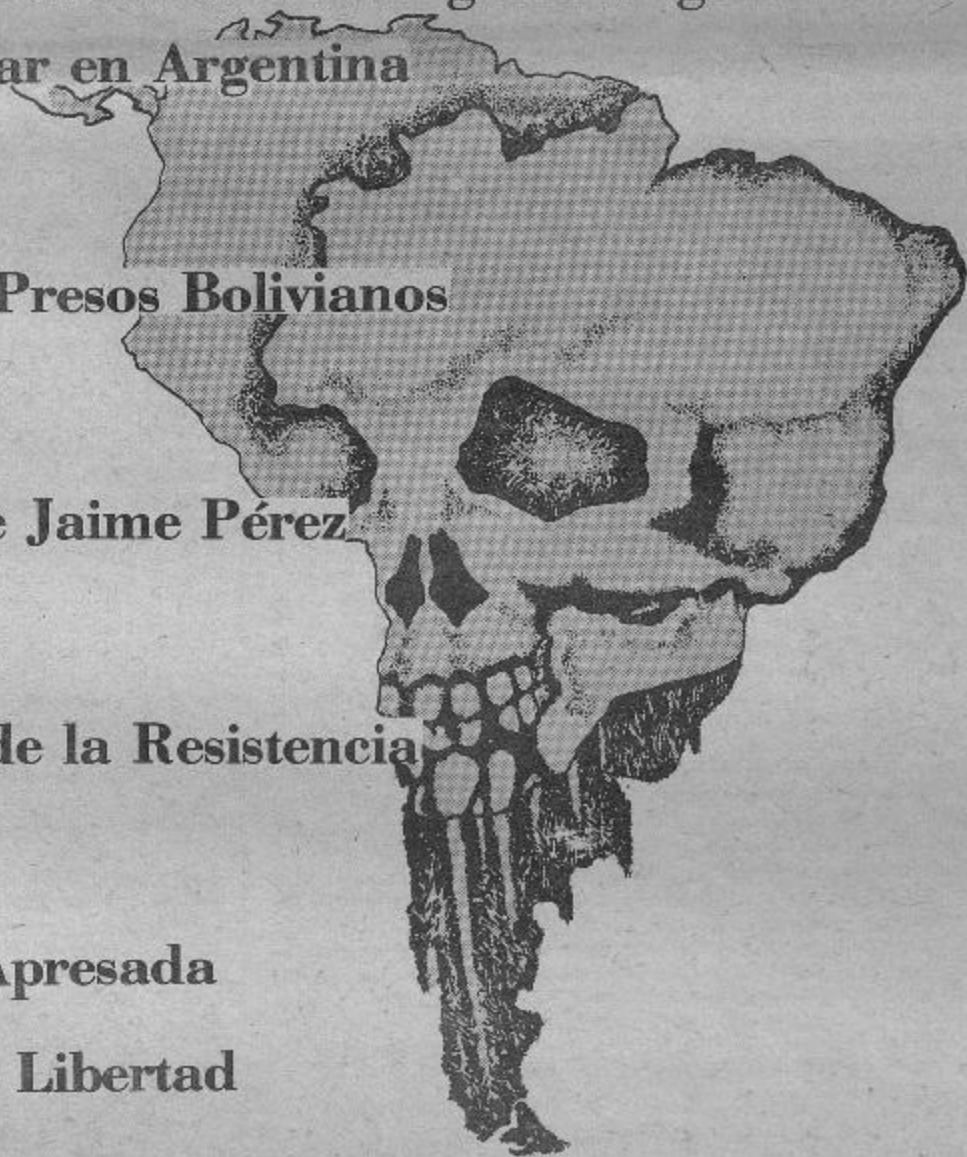 ar en Argentina
Presos Bolivianos
e Jaime Pérez
de la Resistencia
Apresada
Libertad